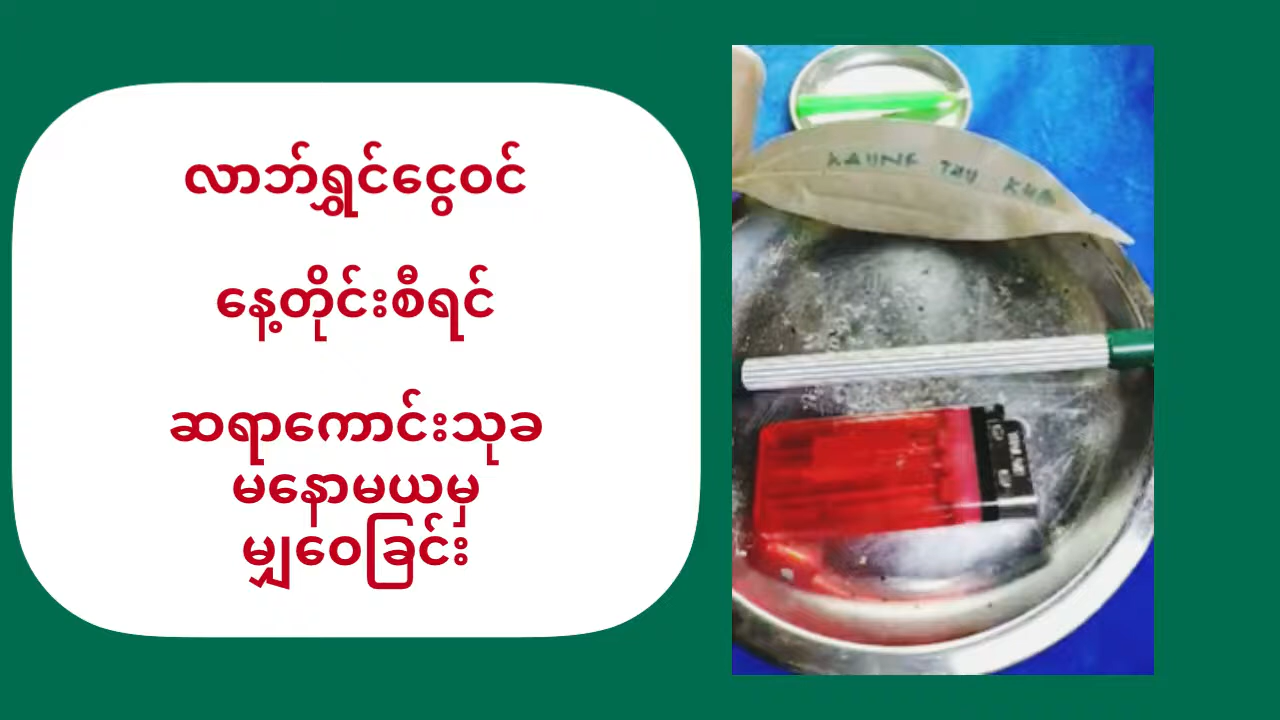 လာဘ်ရွှင်ငွေဝင်
နေ့တိုင်းစီရင်
ဆရာကောင်းသုခ
မနောမယမှ
မျှဝေခြင်း